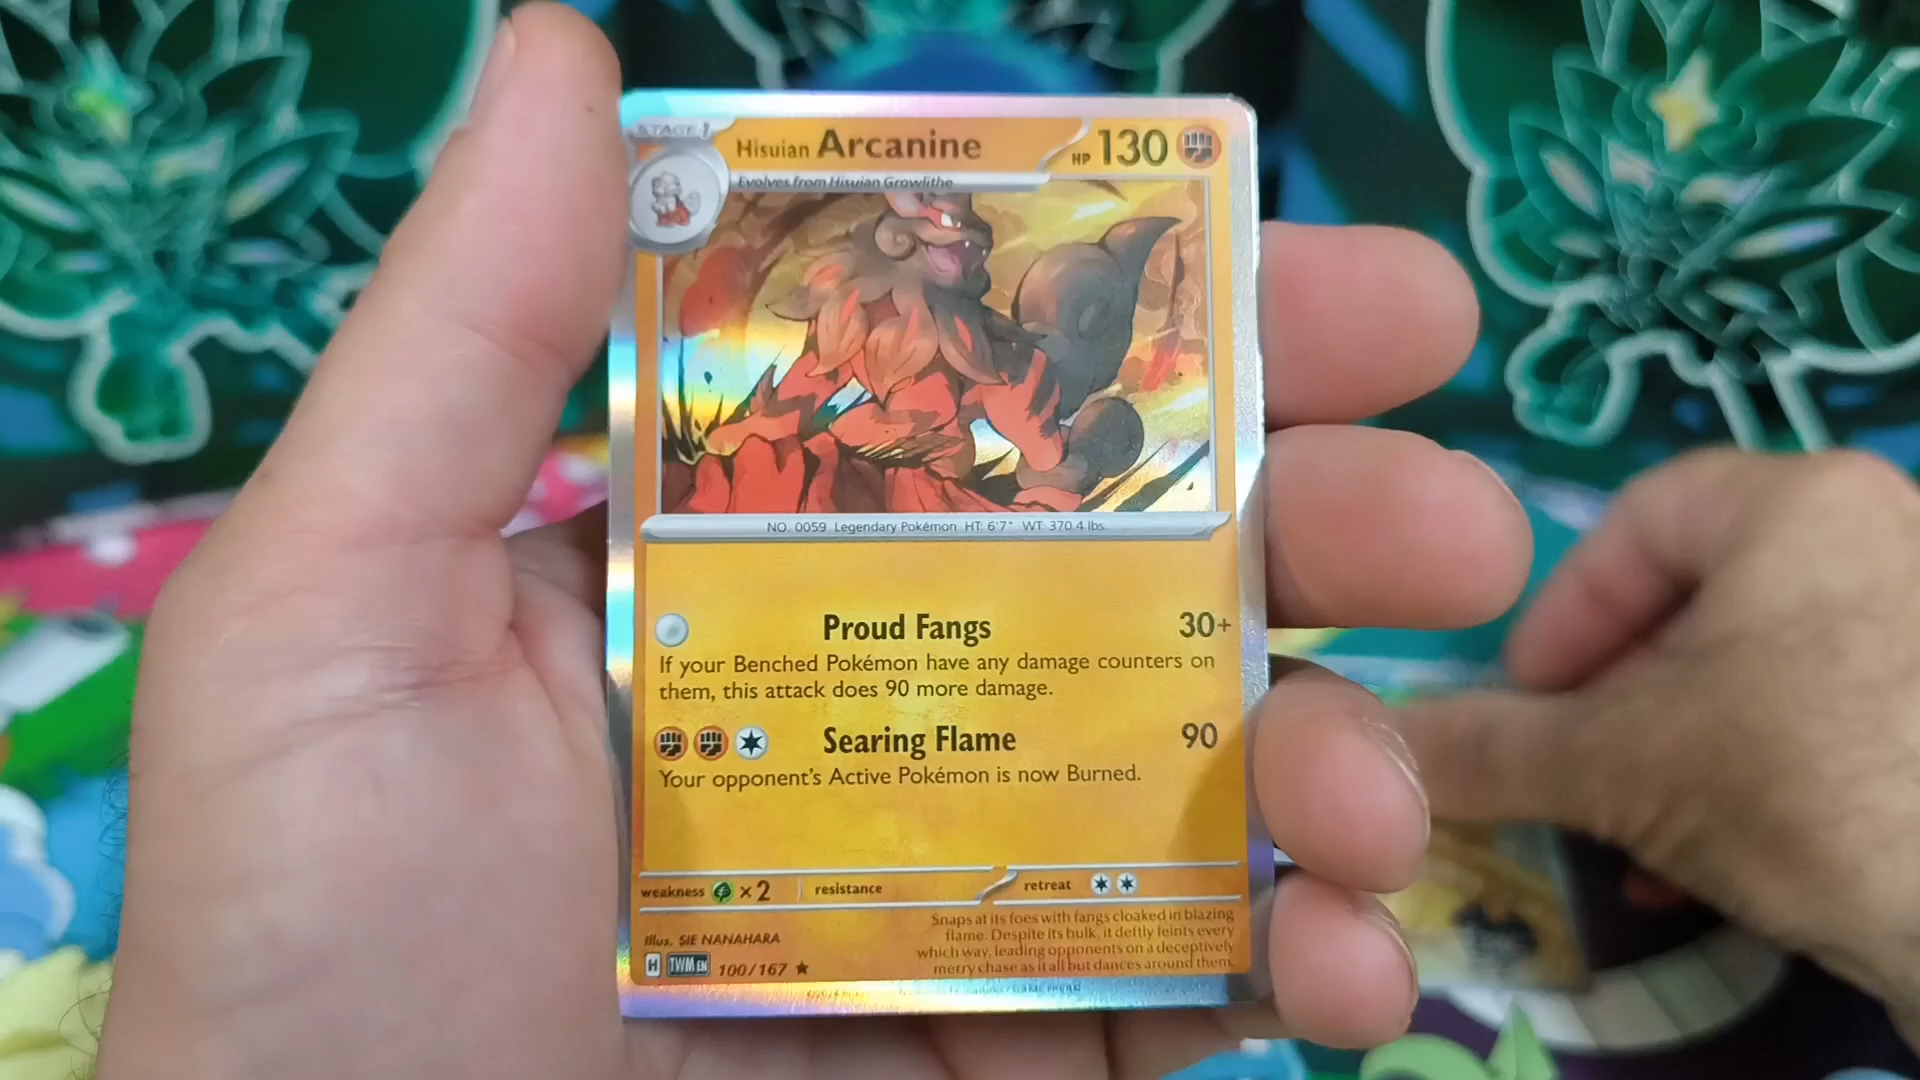 STAGE 1
Hisuian Arcanine
HP 130
Evolves from Hisuian Growlithe
NO. 0059 Legendary Pokémon HT: 6'7" WT: 370.4 lbs.
Proud Fangs 30+
If your Benched Pokémon have any damage counters on
them, this attack does 90 more damage.
Searing Flame 90
Your opponent's Active Pokémon is now Burned.
weakness ×2 resistance retreat
Snaps at its foes with fangs cloaked in blazing
flame. Despite its bulk, it deftly feints every
which way, leading opponents on a deceptively
merry chase as it all but dances around them.
Illus. SIE NANAHARA
H TWM EN 100/167 ★